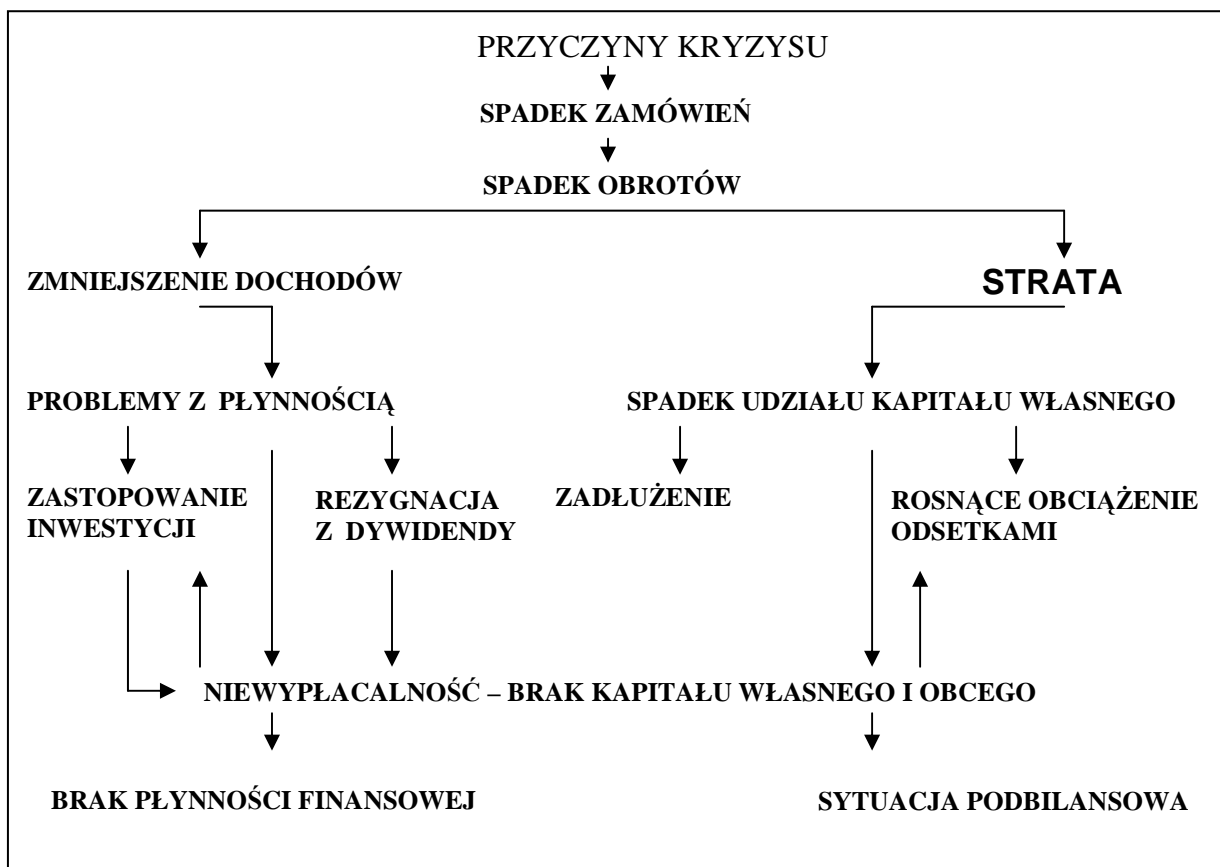 PRZYCZYNY KRYZYSU
SPADEK ZAMÓWIEŃ
SPADEK OBROTÓW
ZMNIEJSZENIE DOCHODÓW
STRATA
PROBLEMY Z PŁYNNOŚCIĄ
SPADEK UDZIAŁU KAPITAŁU WŁASNEGO
ZASTOPOWANIE
INWESTYCJI
REZYGNACJA
Z DYWIDENDY
ZADŁUŻENIE
ROSNĄCE OBCIĄŻENIE
ODSETKAMI
NIEWYPŁACALNOŚĆ – BRAK KAPITAŁU WŁASNEGO I OBCEGO
BRAK PŁYNNOŚCI FINANSOWEJ
SYTUACJA PODBILANSOWA